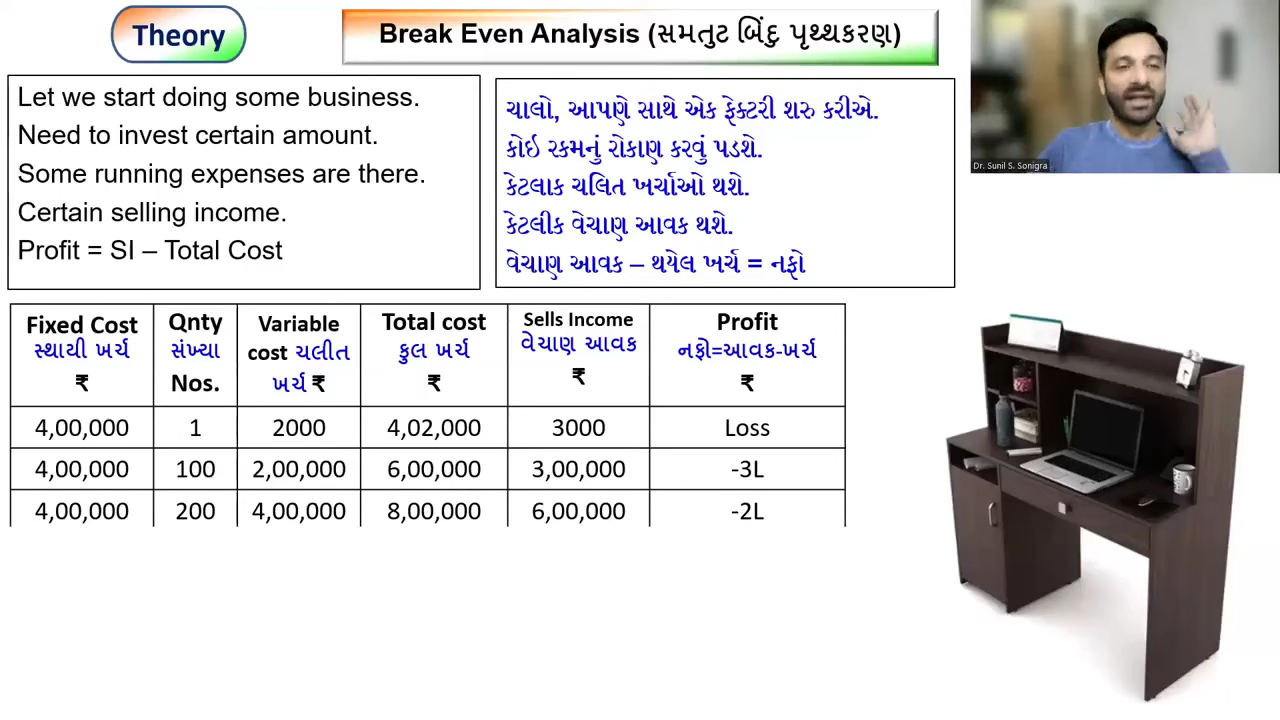 Theory
Break Even Analysis (સમતુટ બિંદુ પૃથ્થકરણ)
Let we start doing some business.
Need to invest certain amount.
Some running expenses are there.
Certain selling income.
Profit = SI – Total Cost
ચાલો, આપણે સાથે એક ફેક્ટરી શરુ કરીએ.
કોઇ રકમનું રોકાણ કરવું પડશે.
કેટલાક ચલિત ખર્ચાઓ થશે.
કેટલીક વેચાણ આવક થશે.
વેચાણ આવક – થયેલ ખર્ચ = નફો
Dr. Sunil S. Sonigra
Fixed Cost સ્થાયી ખર્ચ ₹ | Qnty સંખ્યા Nos. | Variable cost ચલીત ખર્ચ ₹ | Total cost કુલ ખર્ચ ₹ | Sells Income વેચાણ આવક ₹ | Profit નફો=આવક-ખર્ચ ₹
4,00,000 | 1 | 2000 | 4,02,000 | 3000 | Loss
4,00,000 | 100 | 2,00,000 | 6,00,000 | 3,00,000 | -3L
4,00,000 | 200 | 4,00,000 | 8,00,000 | 6,00,000 | -2L